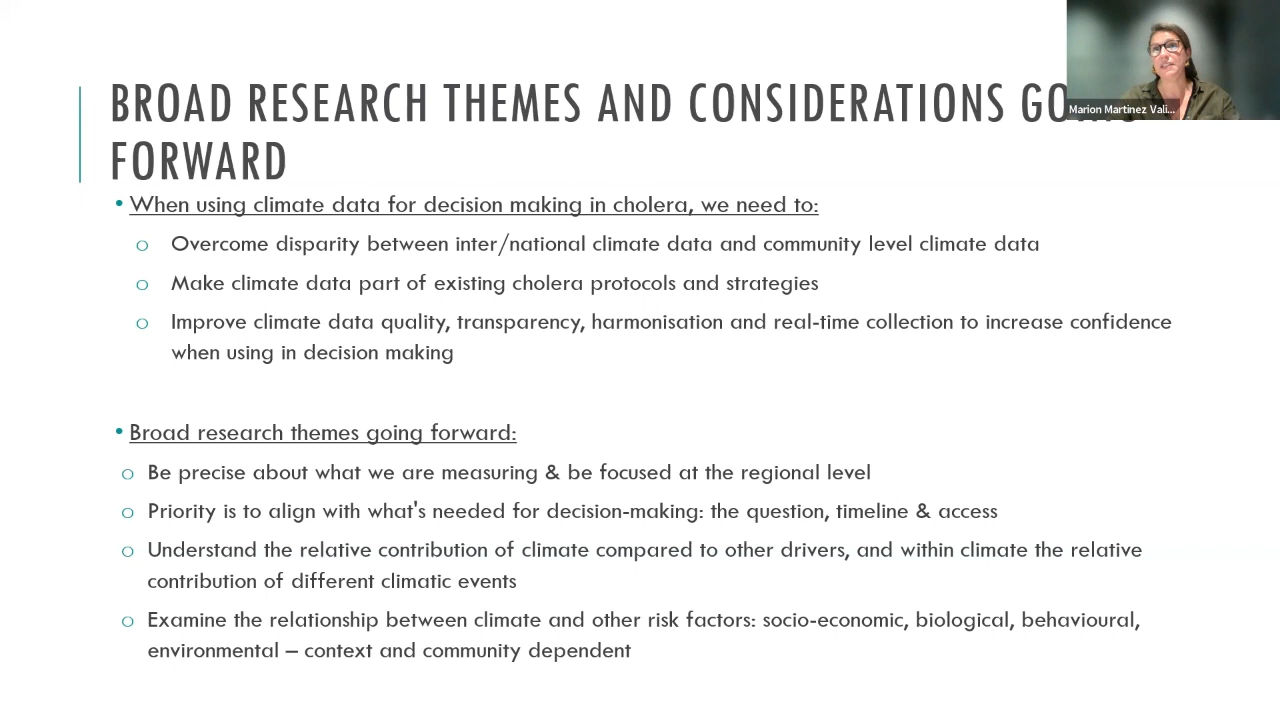 BROAD RESEARCH THEMES AND CONSIDERATIONS
FORWARD
Marion Martinez Vali...
• When using climate data for decision making in cholera, we need to:
o Overcome disparity between inter/national climate data and community level climate data
o Make climate data part of existing cholera protocols and strategies
o Improve climate data quality, transparency, harmonisation and real-time collection to increase confidence
when using in decision making
• Broad research themes going forward:
o Be precise about what we are measuring & be focused at the regional level
o Priority is to align with what's needed for decision-making: the question, timeline & access
o Understand the relative contribution of climate compared to other drivers, and within climate the relative
contribution of different climatic events
o Examine the relationship between climate and other risk factors: socio-economic, biological, behavioural,
environmental – context and community dependent